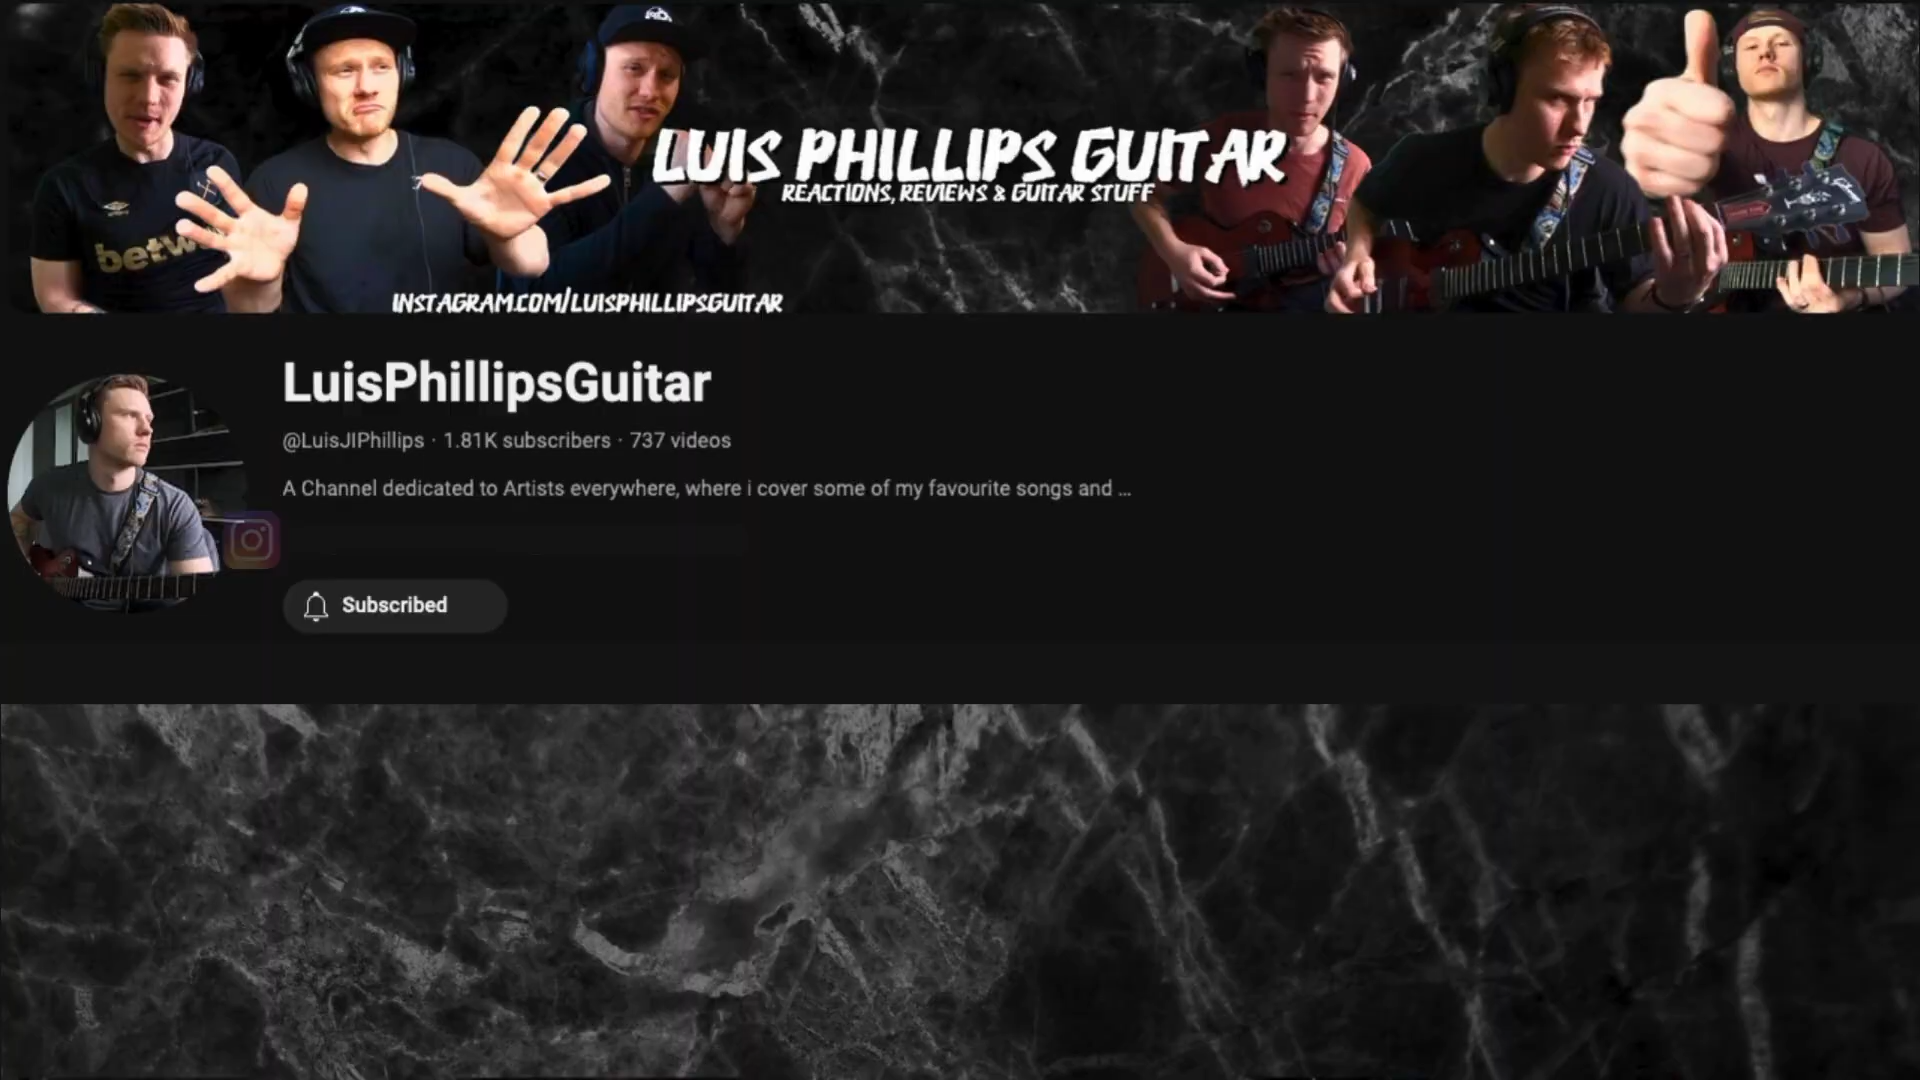 LUIS PHILLIPS GUITAR
REACTIONS, REVIEWS & GUITAR STUFF
betw
INSTAGRAM.COM/LUISPHILLIPSGUITAR
LuisPhillipsGuitar
@LuisJIPhillips · 1.81K subscribers · 737 videos
A Channel dedicated to Artists everywhere, where i cover some of my favourite songs and ...
Subscribed